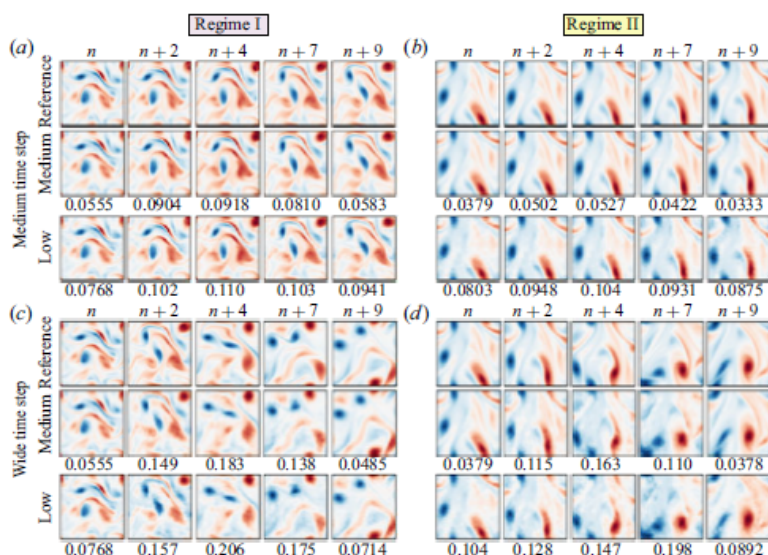 Regime I Regime II
(a) n n + 2 n + 4 n + 7 n + 9 (b) n n + 2 n + 4 n + 7 n + 9
Medium time step
Reference
Medium
0.0555 0.0904 0.0918 0.0810 0.0583 0.0379 0.0502 0.0527 0.0422 0.0333
Low
0.0768 0.102 0.110 0.103 0.0941 0.0803 0.0948 0.104 0.0931 0.0875
(c) n n + 2 n + 4 n + 7 n + 9 (d) n n + 2 n + 4 n + 7 n + 9
Wide time step
Reference
Medium
0.0555 0.149 0.183 0.138 0.0485 0.0379 0.115 0.163 0.110 0.0378
Low
0.0768 0.157 0.206 0.175 0.0714 0.104 0.128 0.147 0.198 0.0892